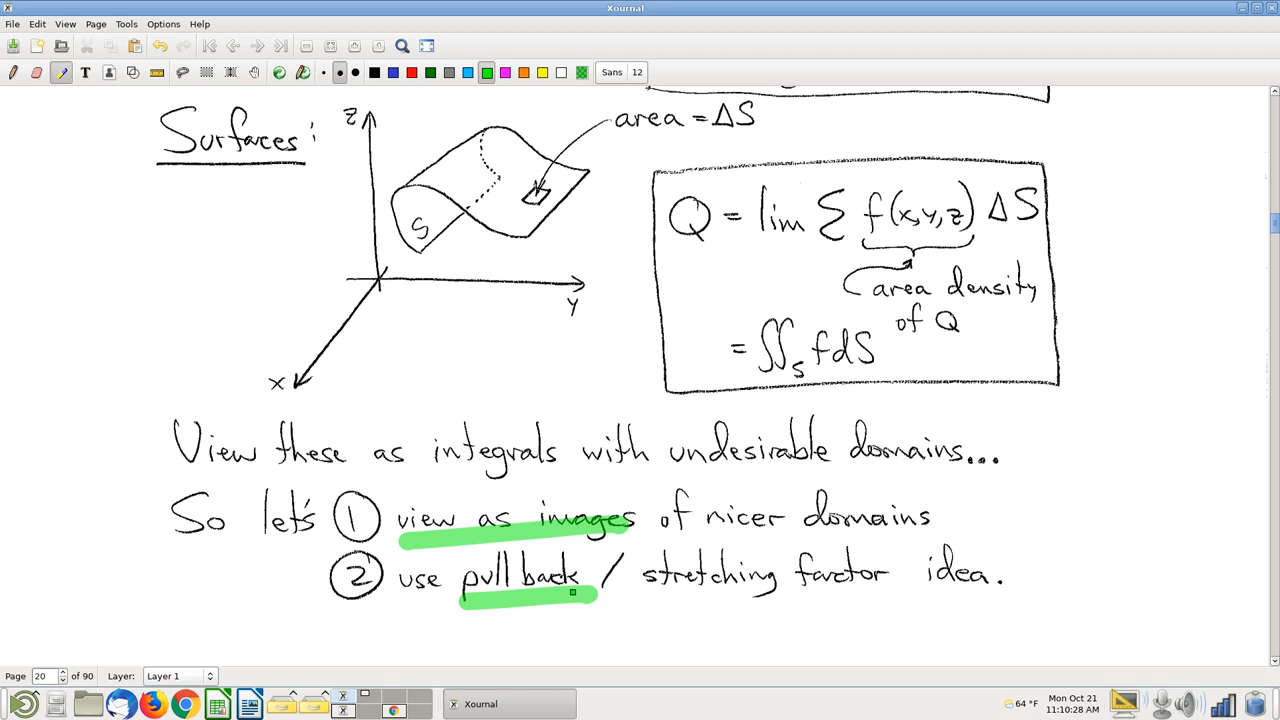 Xournal
File Edit View Page Tools Options Help
Sans 12
Surfaces:
z
area = ΔS
S
y
x
Q = lim Σ f(x,y,z) ΔS
area density
of Q
= ∬_S f dS
View these as integrals with undesirable domains...
So let's ① view as images of nicer domains
② use pull back / stretching factor idea.
Page 20 of 90 Layer: Layer 1
Xournal
64 °F
Mon Oct 21
11:10:28 AM